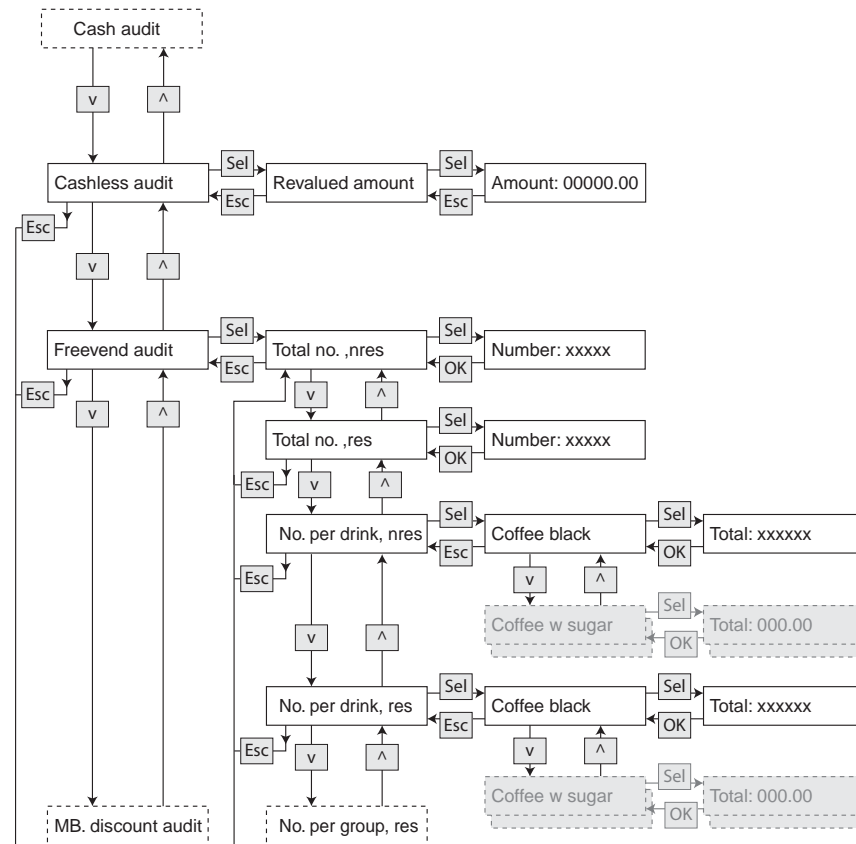 Cash audit
v ^
Sel Sel
Cashless audit Revalued amount Amount: 00000.00
Esc Esc
Esc
v ^
Sel Sel
Freevend audit Total no. ,nres Number: xxxxx
Esc OK
Esc v ^
v ^ Sel
Total no. ,res Number: xxxxx
OK
Esc v ^
Sel Sel
No. per drink, nres Coffee black Total: xxxxxx
Esc OK
Esc v ^
Sel
Coffee w sugar Total: 000.00
v ^ OK
Sel Sel
No. per drink, res Coffee black Total: xxxxxx
Esc OK
Esc v ^ v ^
Sel
Coffee w sugar Total: 000.00
OK
MB. discount audit No. per group, res